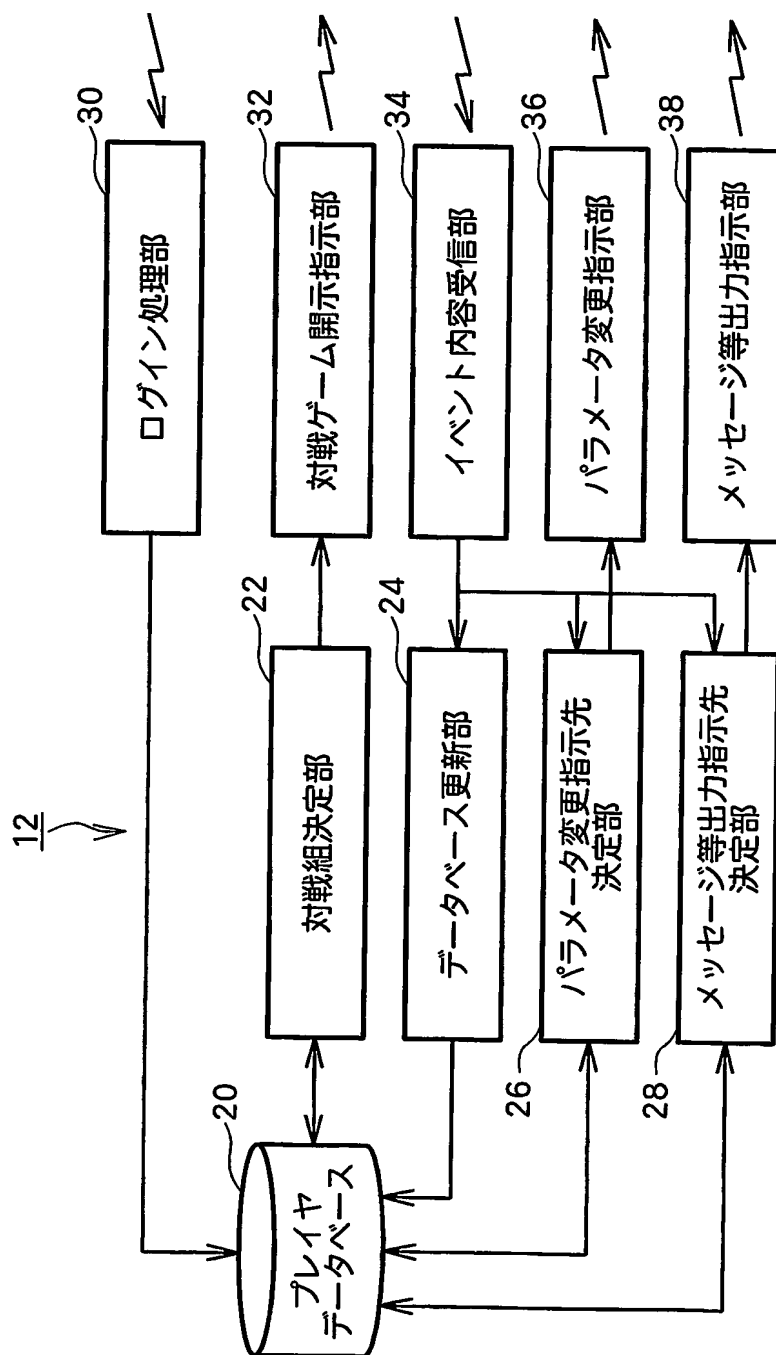 12
30
ログイン処理部
20
プレイヤ
データベース
22
対戦組決定部
32
対戦ゲーム開示指示部
24
データベース更新部
34
イベント内容受信部
26
パラメータ変更指示先
決定部
36
パラメータ変更指示部
28
メッセージ等出力指示先
決定部
38
メッセージ等出力指示部